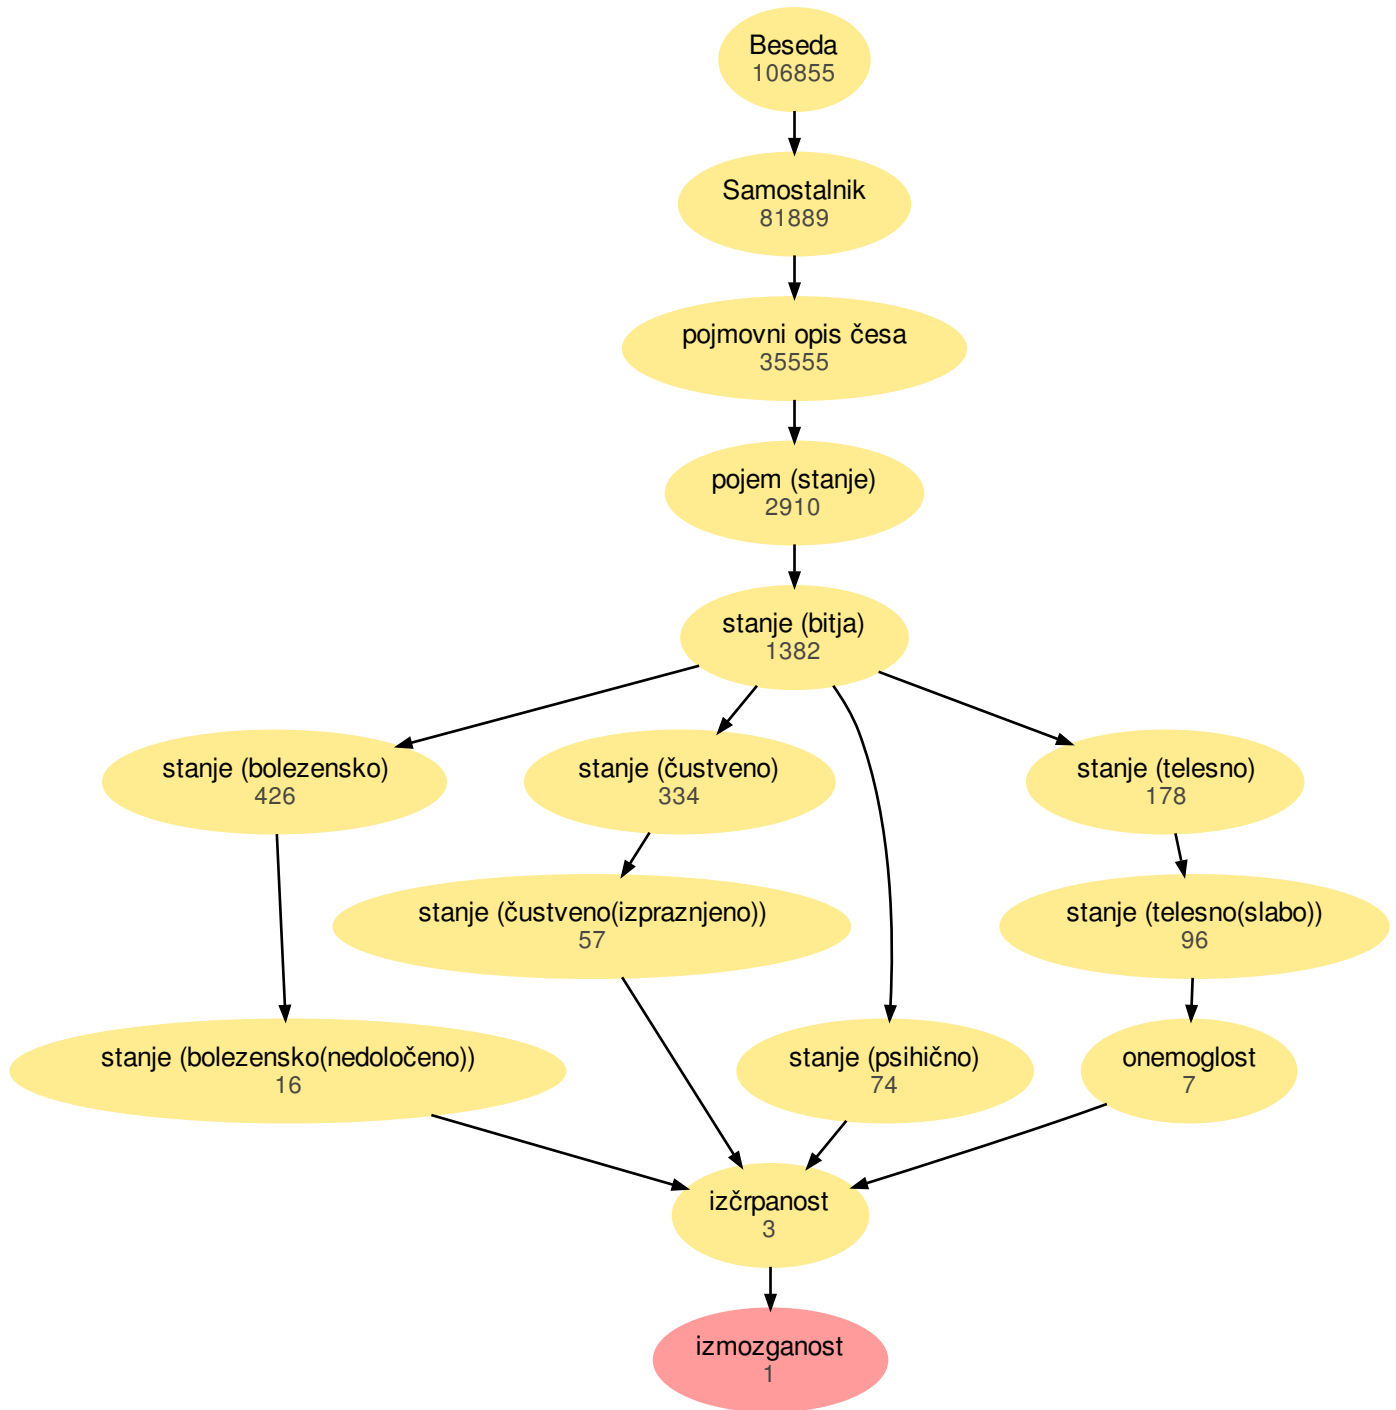 Beseda
106855
Samostalnik
81889
pojmovni opis česa
35555
pojem (stanje)
2910
stanje (bitja)
1382
stanje (bolezensko)
426
stanje (čustveno)
334
stanje (telesno)
178
stanje (čustveno(izpraznjeno))
57
stanje (telesno(slabo))
96
stanje (bolezensko(nedoločeno))
16
stanje (psihično)
74
onemoglost
7
izčrpanost
3
izmozganost
1